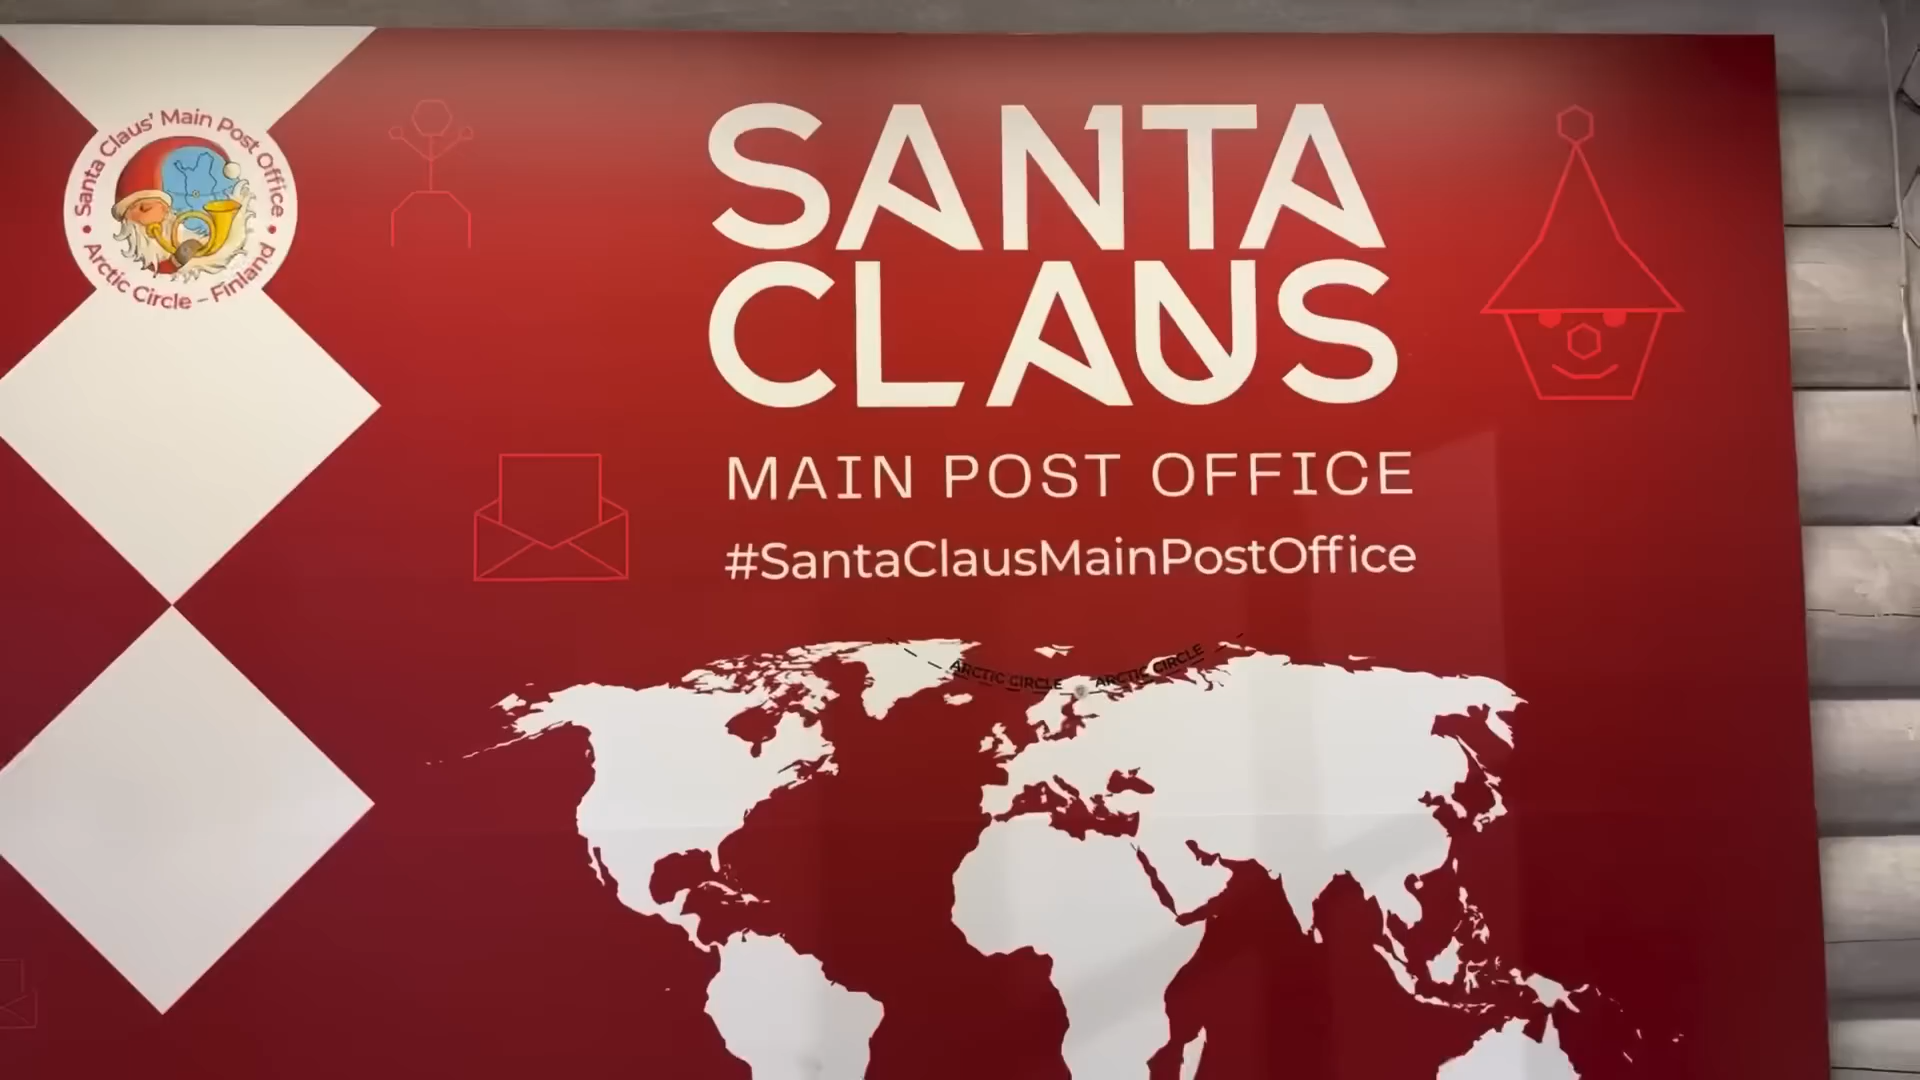 Santa Claus' Main Post Office
• Arctic Circle – Finland •
SANTA
CLAUS
MAIN POST OFFICE
#SantaClausMainPostOffice
ARCTIC CIRCLE ARCTIC CIRCLE